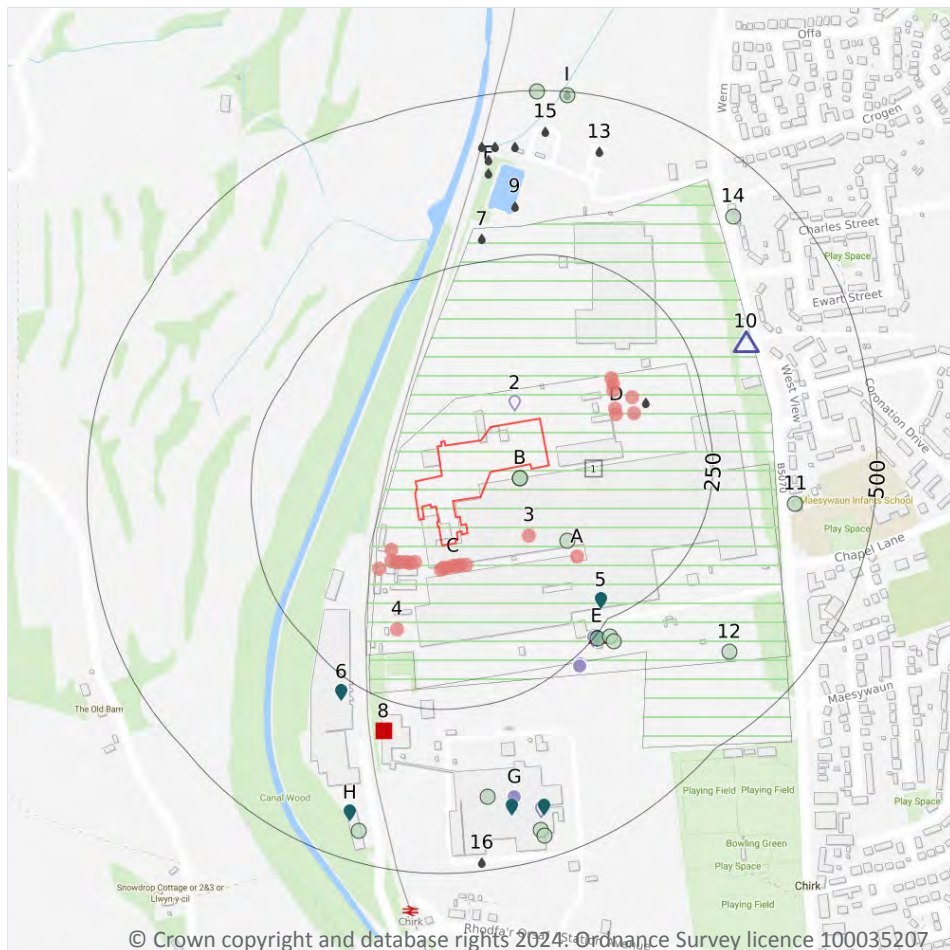 Offa
Wern
Crogen
I
15
13
F
9
14
7
Charles Street
Play Space
Ewart Street
10
West View
Coronation Drive
2
D
B
1
250
500
B5070
11
Maesywaun Infants School
3
A
Play Space
C
Chapel Lane
5
4
E
12
6
Maesywaun
The Old Barn
8
G
H
Canal Wood
Playing Field
Playing Field
Play Space
16
Bowling Green
Play Space
Snowdrop Cottage or 2&3 or
Llwyn-y-cil
Chirk
Playing Field
Chirk
Station Avenue
© Crown copyright and database rights 2024. Ordnance Survey licence 100035207.